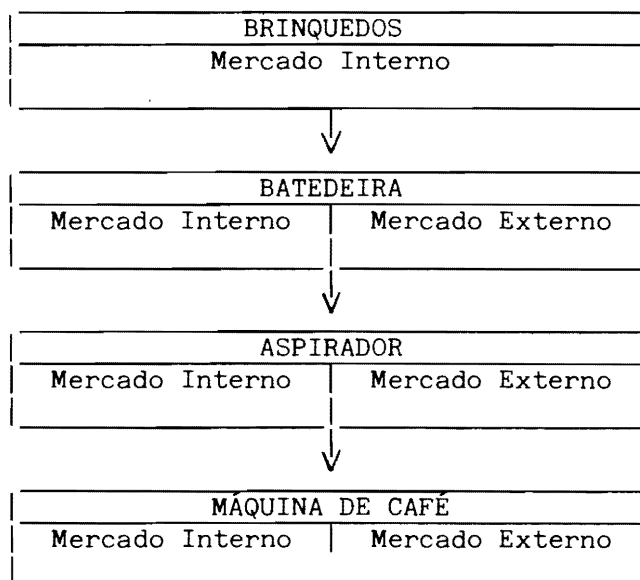 BRINQUEDOS
Mercado Interno
BATEDEIRA
Mercado Interno Mercado Externo
ASPIRADOR
Mercado Interno Mercado Externo
MÁQUINA DE CAFÉ
Mercado Interno Mercado Externo